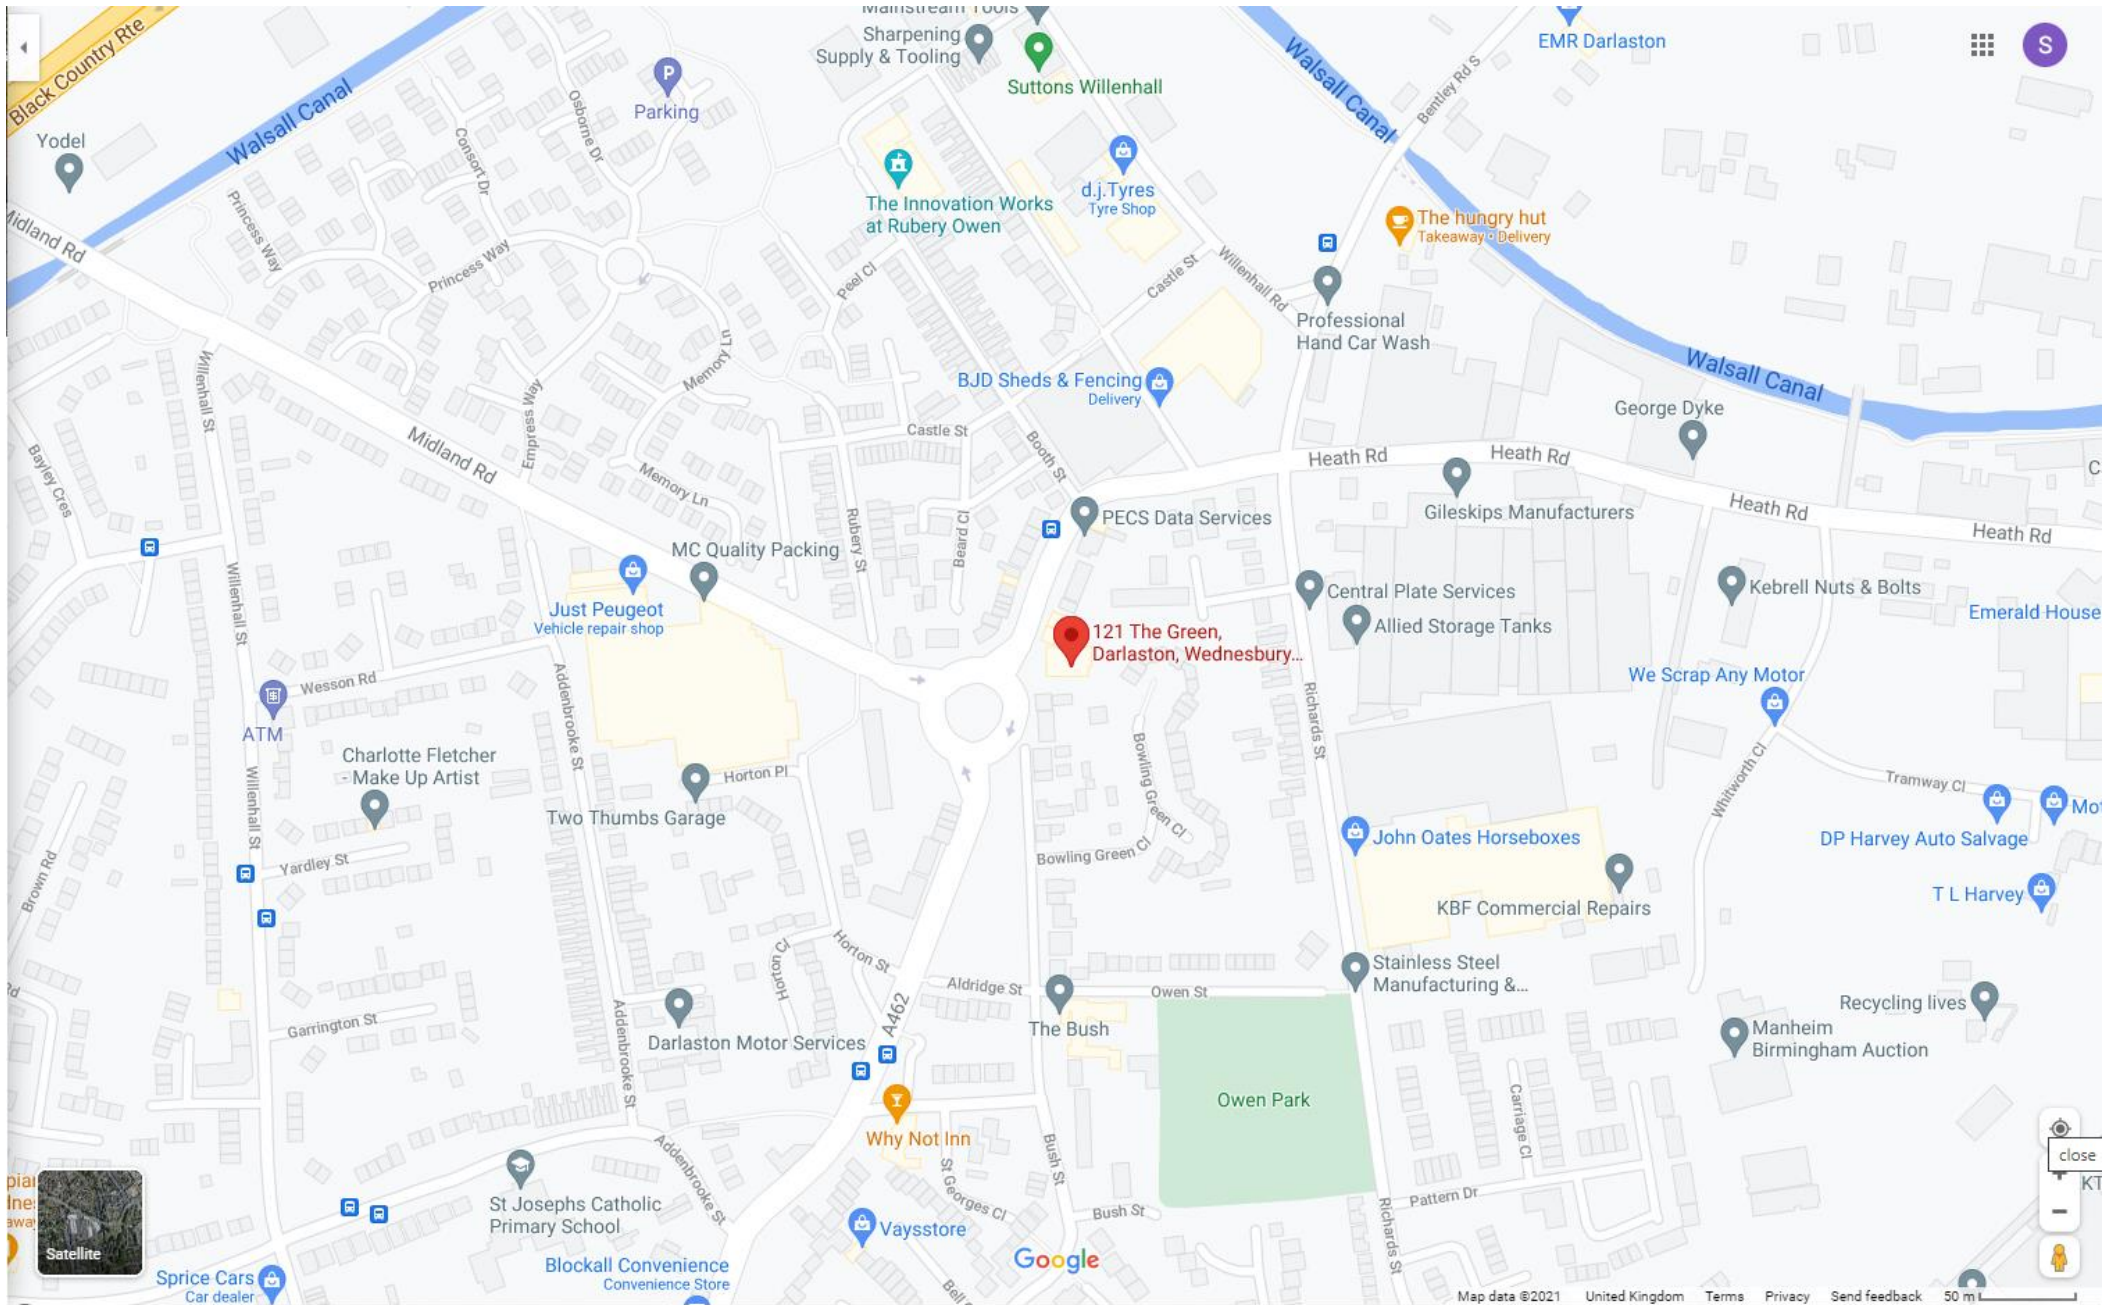 Mainstream Tools
Sharpening
Supply & Tooling
Suttons Willenhall
EMR Darlaston
S
Black Country Rte
Walsall Canal
Walsall Canal
Bentley Rd S
Yodel
Parking
Osborne Dr
Consort Dr
d.j.Tyres
Tyre Shop
The Innovation Works
at Rubery Owen
The hungry hut
Takeaway • Delivery
Midland Rd
Princess Way
Princess Way
Peel Cl
Castle St
Willenhall Rd
Professional
Hand Car Wash
Walsall Canal
Memory Ln
BJD Sheds & Fencing
Delivery
Willenhall St
Empress Way
Castle St
George Dyke
Midland Rd
Booth St
Heath Rd
Heath Rd
Bayley Cres
Memory Ln
Heath Rd
Heath Rd
Rubery St
Beard Cl
PECS Data Services
Gileskips Manufacturers
MC Quality Packing
Just Peugeot
Vehicle repair shop
Central Plate Services
Kebrell Nuts & Bolts
Allied Storage Tanks
Emerald House
Willenhall St
121 The Green,
Darlaston, Wednesbury...
We Scrap Any Motor
Wesson Rd
Addenbrooke St
Richards St
ATM
Charlotte Fletcher
- Make Up Artist
Horton Pl
Bowling Green Cl
Whitworth Cl
Tramway Cl
Two Thumbs Garage
Willenhall St
John Oates Horseboxes
DP Harvey Auto Salvage
Yardley St
Bowling Green Cl
Brown Rd
T L Harvey
KBF Commercial Repairs
Horton St
Horton Cl
Stainless Steel
Manufacturing &...
Aldridge St
Owen St
A462
Recycling lives
Garrington St
The Bush
Manheim
Birmingham Auction
Darlaston Motor Services
Addenbrooke St
Owen Park
Carriage Cl
Why Not Inn
Addenbrooke St
Bush St
St Georges Cl
close
St Josephs Catholic
Primary School
Pattern Dr
Bush St
Richards St
Vaysstore
Satellite
Blockall Convenience
Convenience Store
Google
Sprice Cars
Car dealer
Map data ©2021 United Kingdom Terms Privacy Send feedback 50 m